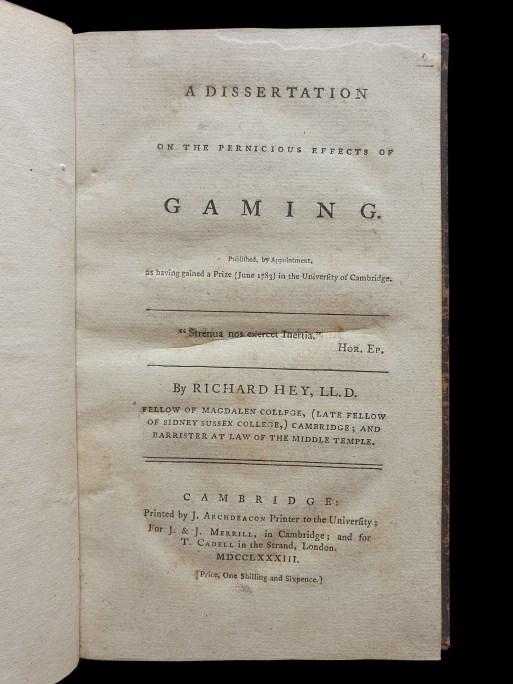 A DISSERTATION
ON THE PERNICIOUS EFFECTS OF
GAMING.
Publiſhed, by Appointment,
as having gained a Prize (June 1783) in the Univerſity of Cambridge.
"Strenua nos exercet Inertia."
HOR. EP.
By RICHARD HEY, LL.D.
FELLOW OF MAGDALEN COLLEGE, (LATE FELLOW
OF SIDNEY SUSSEX COLLEGE,) CAMBRIDGE; AND
BARRISTER AT LAW OF THE MIDDLE TEMPLE.
CAMBRIDGE:
Printed by J. ARCHDEACON Printer to the Univerſity;
For J. & J. MERRILL, in Cambridge; and for
T. CADELL in the Strand, London.
MDCCLXXXIII.
[Price, One Shilling and Sixpence.]